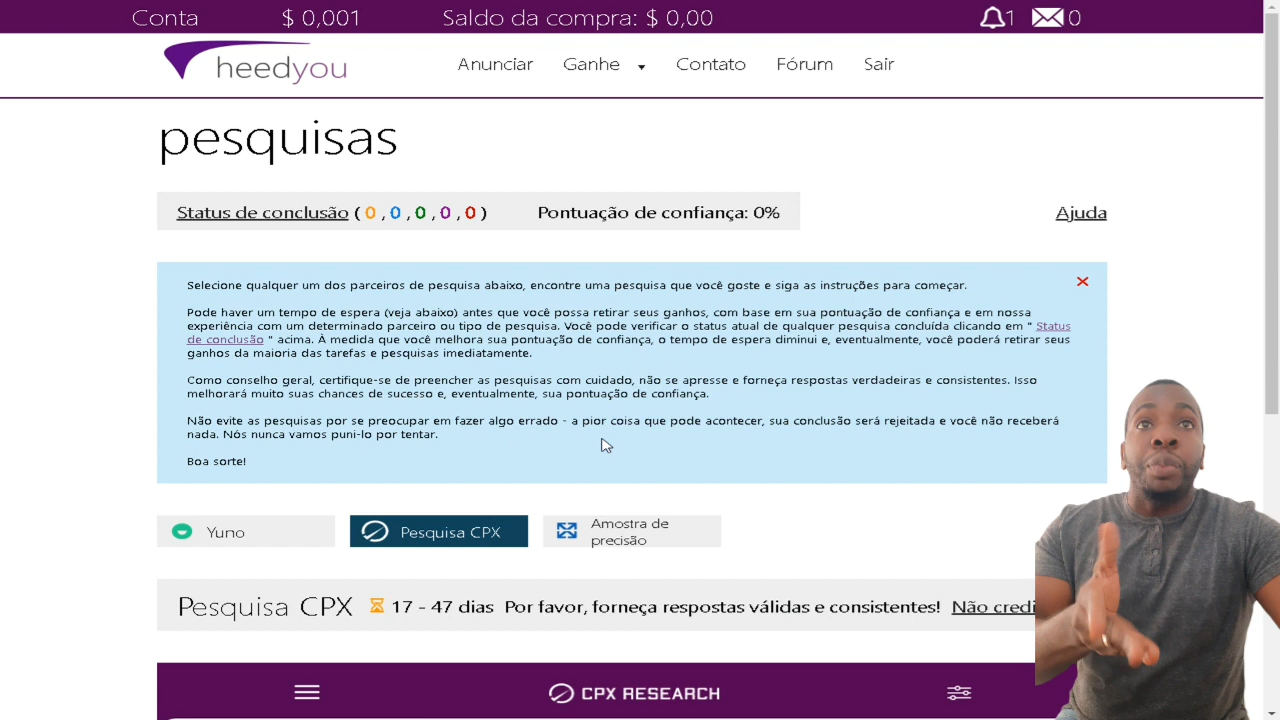 Conta $ 0,001 Saldo da compra: $ 0,00 1 0
heedyou Anunciar Ganhe Contato Fórum Sair
pesquisas
Status de conclusão ( 0 , 0 , 0 , 0 , 0 ) Pontuação de confiança: 0% Ajuda
Selecione qualquer um dos parceiros de pesquisa abaixo, encontre uma pesquisa que você goste e siga as instruções para começar.
Pode haver um tempo de espera (veja abaixo) antes que você possa retirar seus ganhos, com base em sua pontuação de confiança e em nossa
experiência com um determinado parceiro ou tipo de pesquisa. Você pode verificar o status atual de qualquer pesquisa concluída clicando em " Status
de conclusão " acima. À medida que você melhora sua pontuação de confiança, o tempo de espera diminui e, eventualmente, você poderá retirar seus
ganhos da maioria das tarefas e pesquisas imediatamente.
Como conselho geral, certifique-se de preencher as pesquisas com cuidado, não se apresse e forneça respostas verdadeiras e consistentes. Isso
melhorará muito suas chances de sucesso e, eventualmente, sua pontuação de confiança.
Não evite as pesquisas por se preocupar em fazer algo errado - a pior coisa que pode acontecer, sua conclusão será rejeitada e você não receberá
nada. Nós nunca vamos puni-lo por tentar.
Boa sorte!
Yuno Pesquisa CPX Amostra de
precisão
Pesquisa CPX 17 - 47 dias Por favor, forneça respostas válidas e consistentes! Não credi
CPX RESEARCH